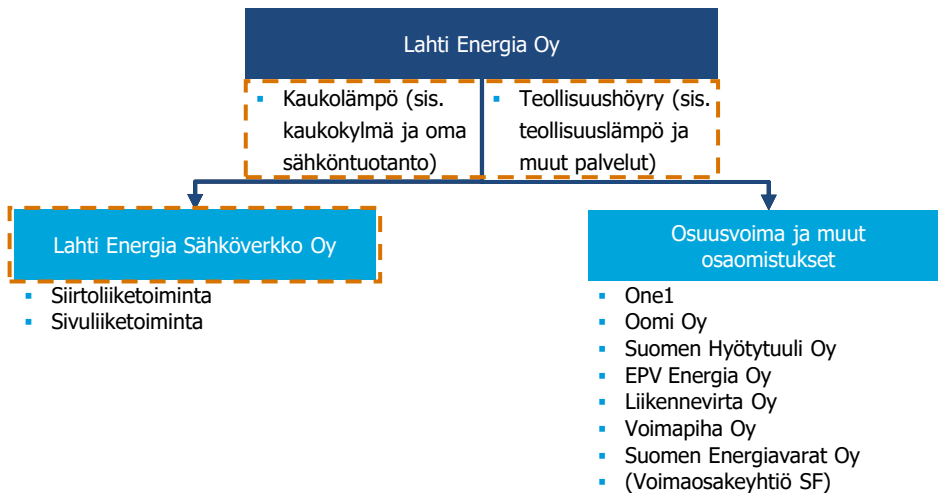 Lahti Energia Oy
▪ Kaukolämpö (sis.
kaukokylmä ja oma
sähköntuotanto)
▪ Teollisuushöyry (sis.
teollisuuslämpö ja
muut palvelut)
Lahti Energia Sähköverkko Oy
▪ Siirtoliiketoiminta
▪ Sivuliiketoiminta
Osuusvoima ja muut
osaomistukset
▪ One1
▪ Oomi Oy
▪ Suomen Hyötytuuli Oy
▪ EPV Energia Oy
▪ Liikennevirta Oy
▪ Voimapiha Oy
▪ Suomen Energiavarat Oy
▪ (Voimaosakeyhtiö SF)